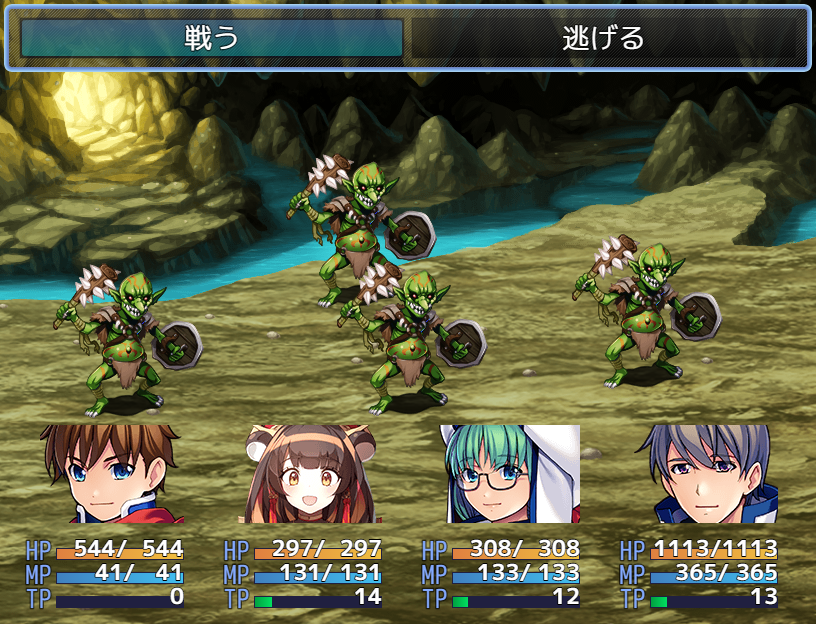 戦う 逃げる
HP 544/ 544 HP 297/ 297 HP 308/ 308 HP 1113/1113
MP 41/ 41 MP 131/ 131 MP 133/ 133 MP 365/ 365
TP 0 TP 14 TP 12 TP 13